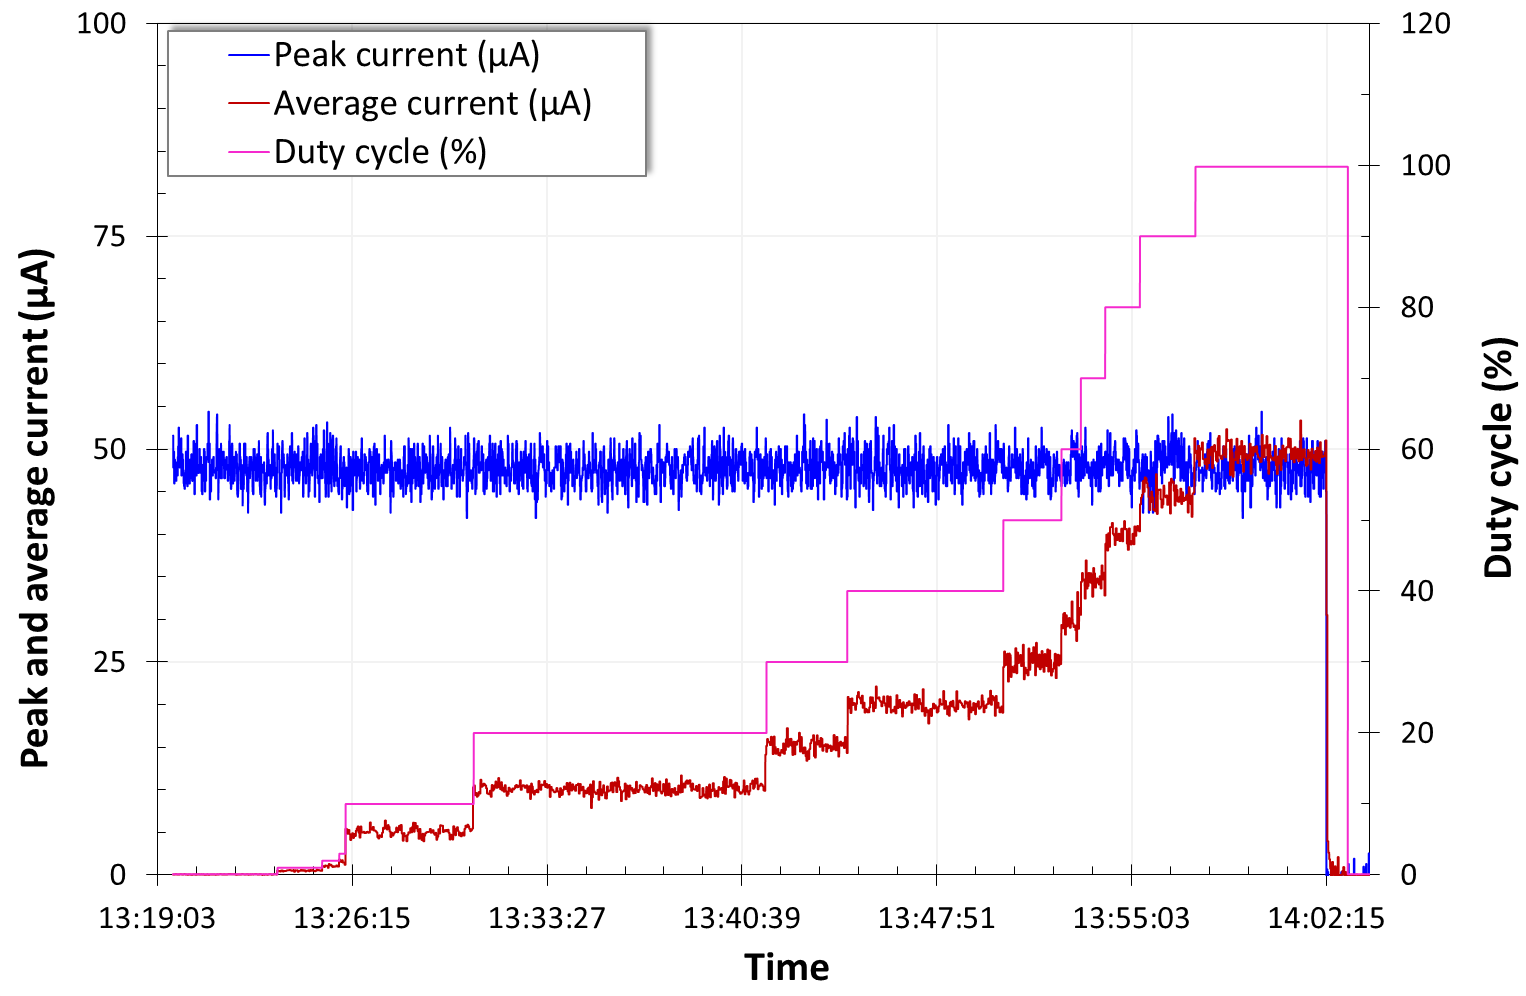 Peak current (µA)
Average current (µA)
Duty cycle (%)
Peak and average current (µA)
100
75
50
25
0
120
100
80
60
40
20
0
Duty cycle (%)
13:19:03 13:26:15 13:33:27 13:40:39 13:47:51 13:55:03 14:02:15
Time